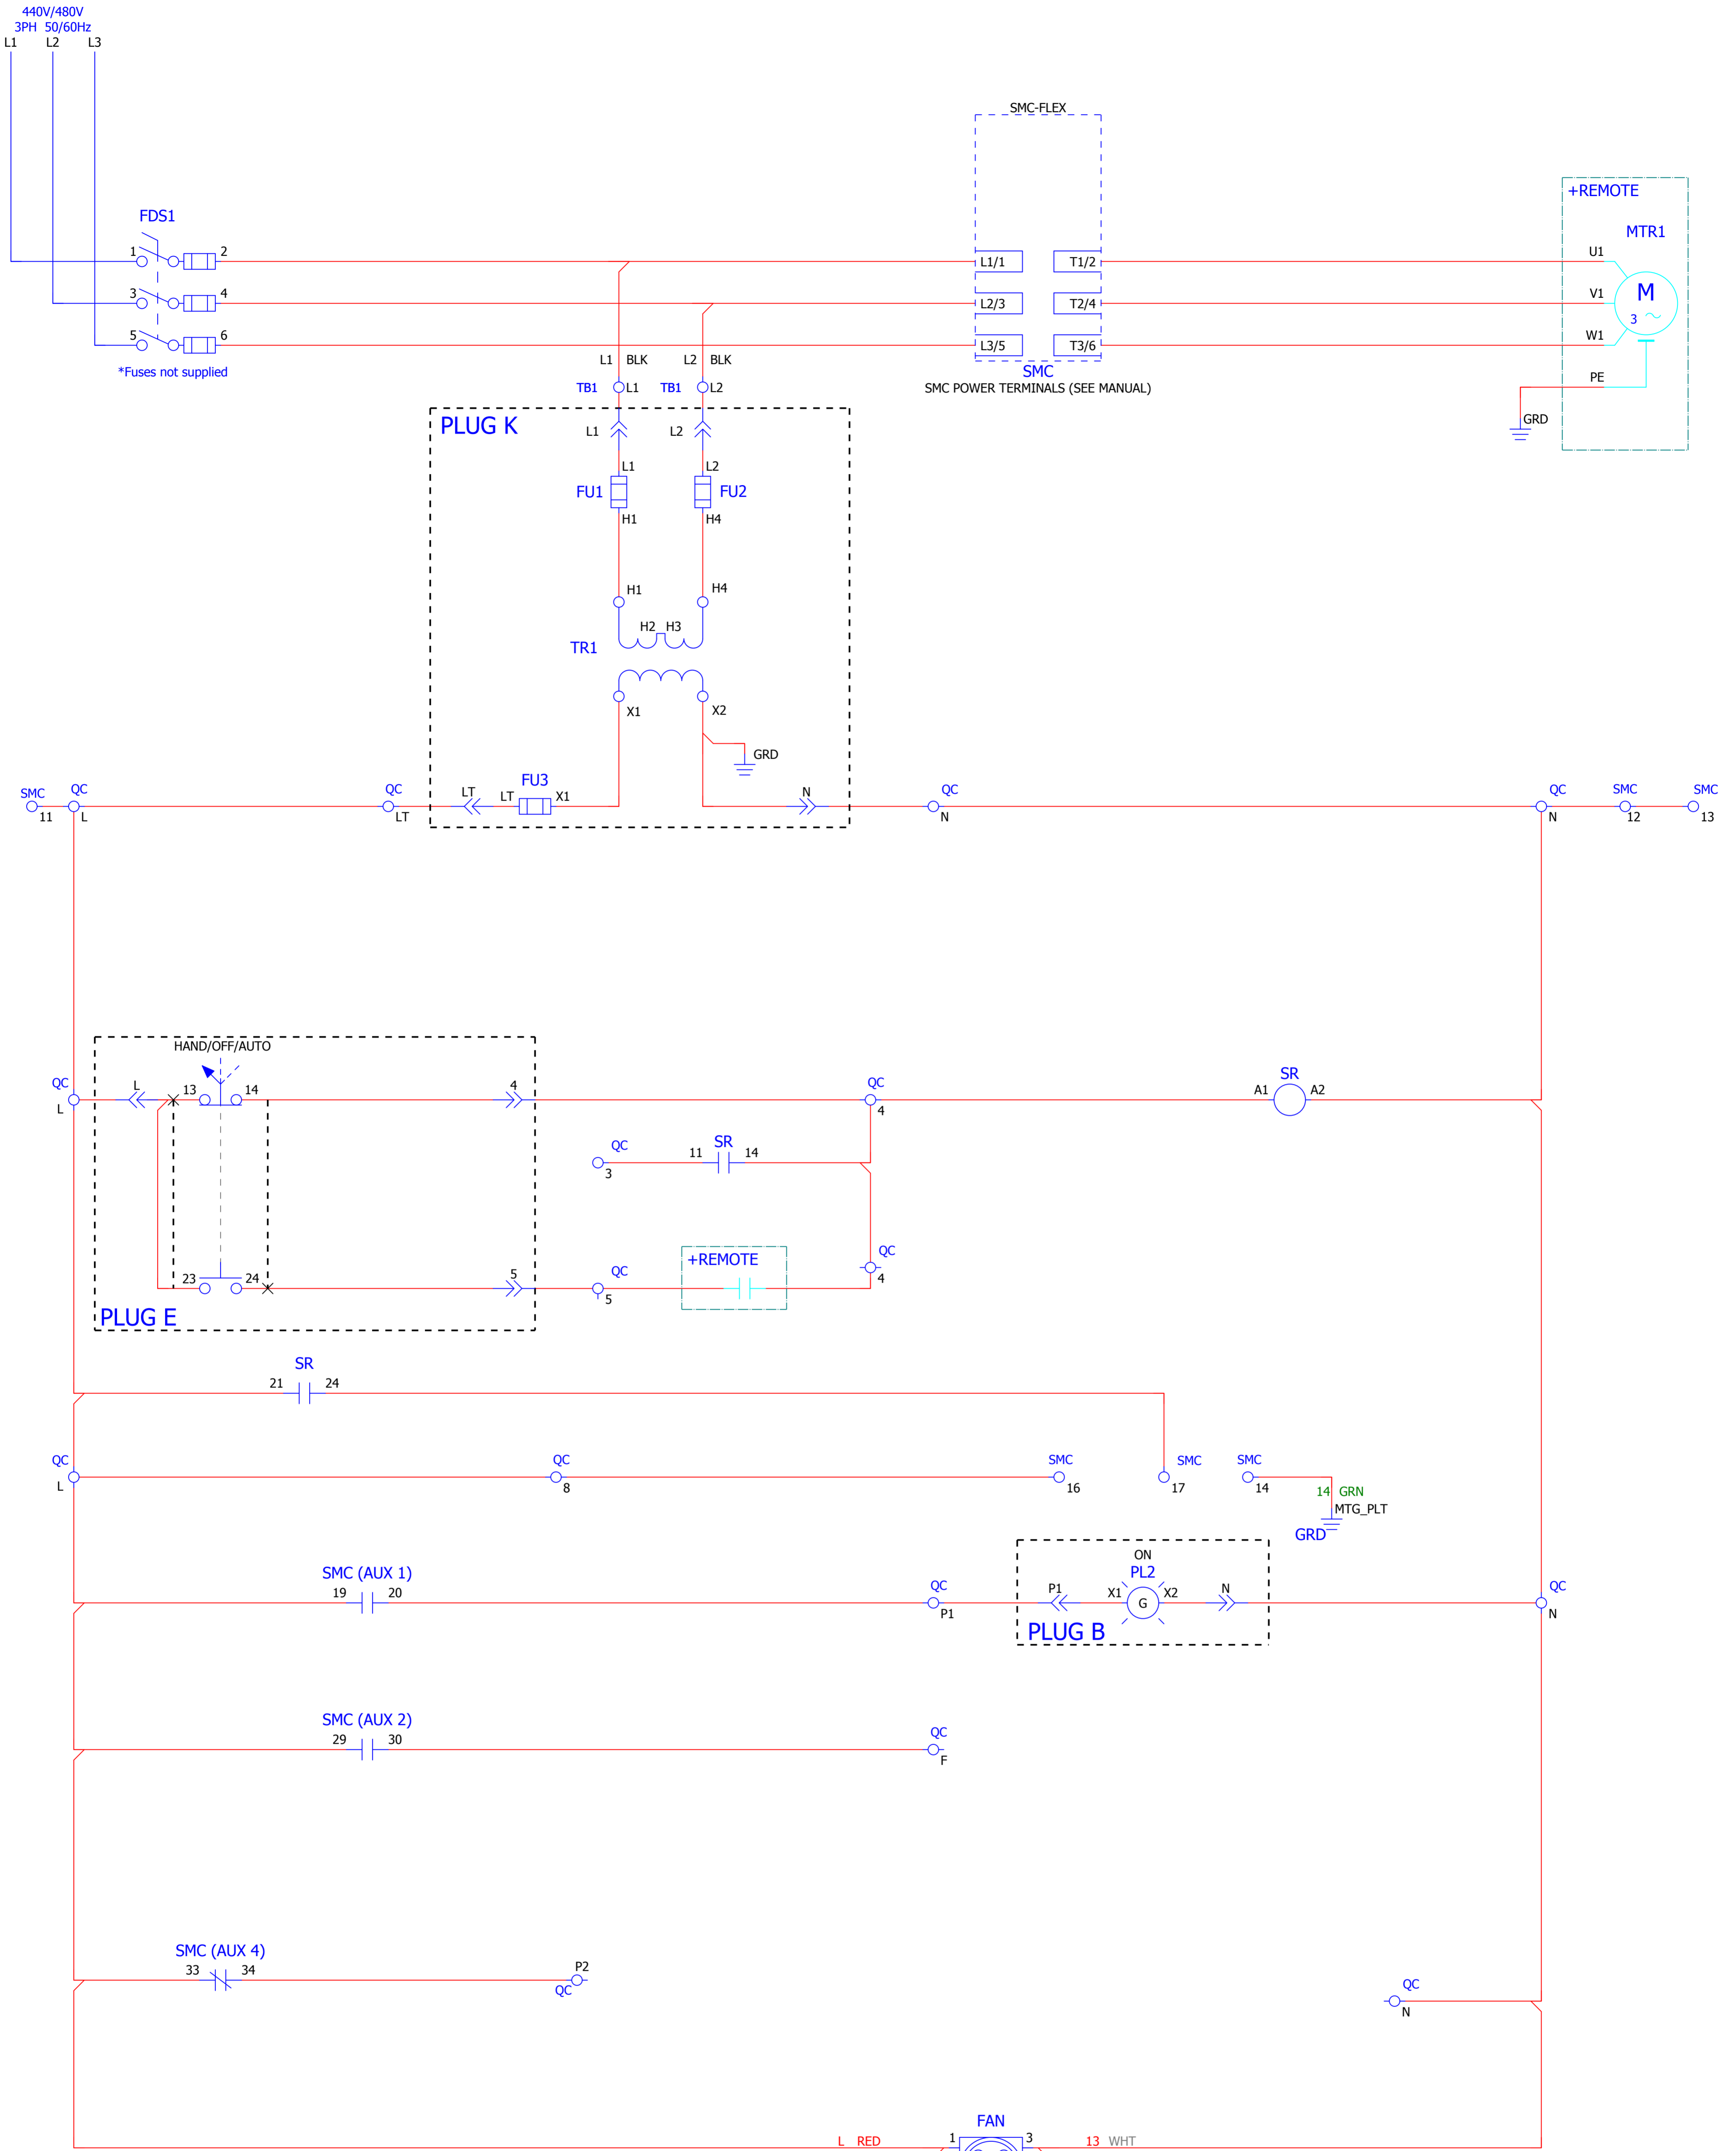 440V/480V
3PH 50/60Hz
L1 L2 L3
SMC-FLEX
+REMOTE
FDS1
MTR1
1 2 L1/1 T1/2 U1
3 4 L2/3 T2/4 V1 M
3
5 6 L3/5 T3/6 W1
*Fuses not supplied
L1 BLK L2 BLK
SMC
PE
TB1 L1 TB1 L2
SMC POWER TERMINALS (SEE MANUAL)
PLUG K
L1 L2
GRD
L1 L2
FU1 FU2
H1 H4
H1 H4
H2 H3
TR1
X1 X2
GRD
SMC QC QC LT LT FU3 X1 N QC QC SMC SMC
11 L LT N N 12 13
HAND/OFF/AUTO
QC L 13 14 4 QC SR
A1 A2
L 4
QC 11 SR 14
3
+REMOTE
QC
4
23 24 5 QC
5
PLUG E
SR
21 24
QC QC SMC SMC SMC
L 8 16 17 14
14 GRN
MTG_PLT
GRD
SMC (AUX 1)
ON
PL2
19 20 QC P1 X1 G X2 N QC
P1 N
PLUG B
SMC (AUX 2)
29 30 QC
F
SMC (AUX 4)
33 34 P2
QC
QC
N
FAN
L RED 1 3 13 WHT